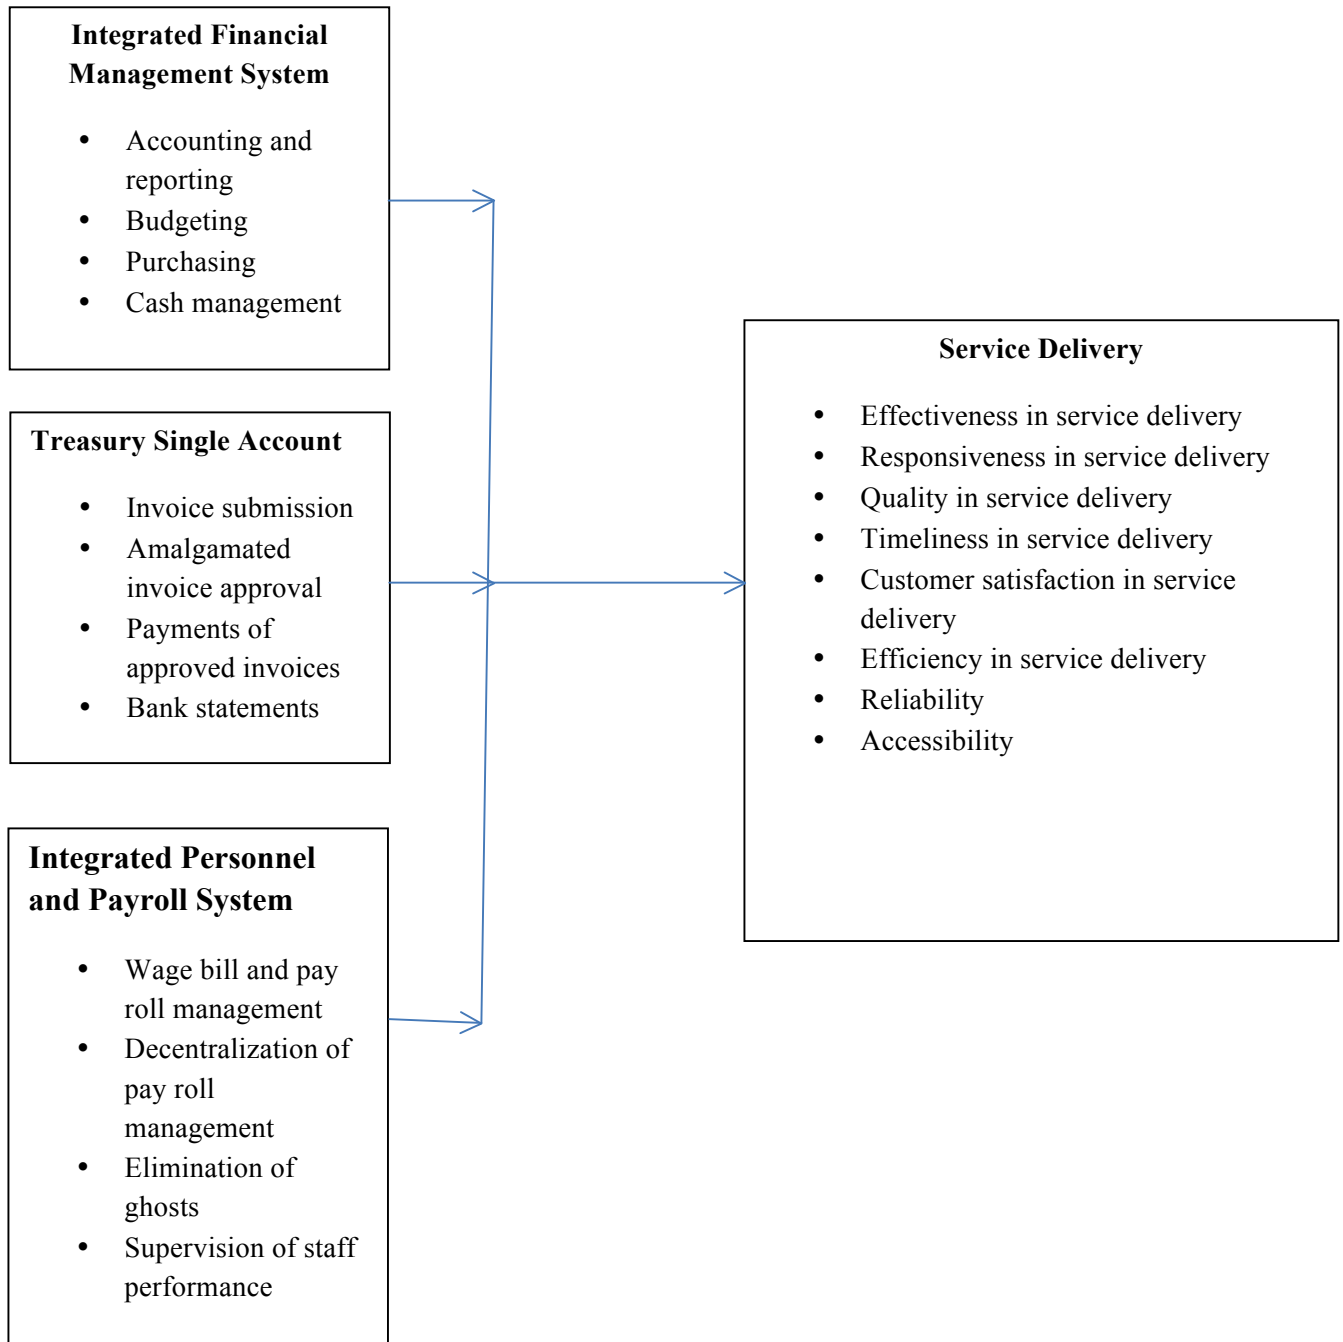 Integrated Financial
Management System
• Accounting and
reporting
• Budgeting
• Purchasing
• Cash management
Treasury Single Account
• Invoice submission
• Amalgamated
invoice approval
• Payments of
approved invoices
• Bank statements
Integrated Personnel
and Payroll System
• Wage bill and pay
roll management
• Decentralization of
pay roll
management
• Elimination of
ghosts
• Supervision of staff
performance
Service Delivery
• Effectiveness in service delivery
• Responsiveness in service delivery
• Quality in service delivery
• Timeliness in service delivery
• Customer satisfaction in service
delivery
• Efficiency in service delivery
• Reliability
• Accessibility